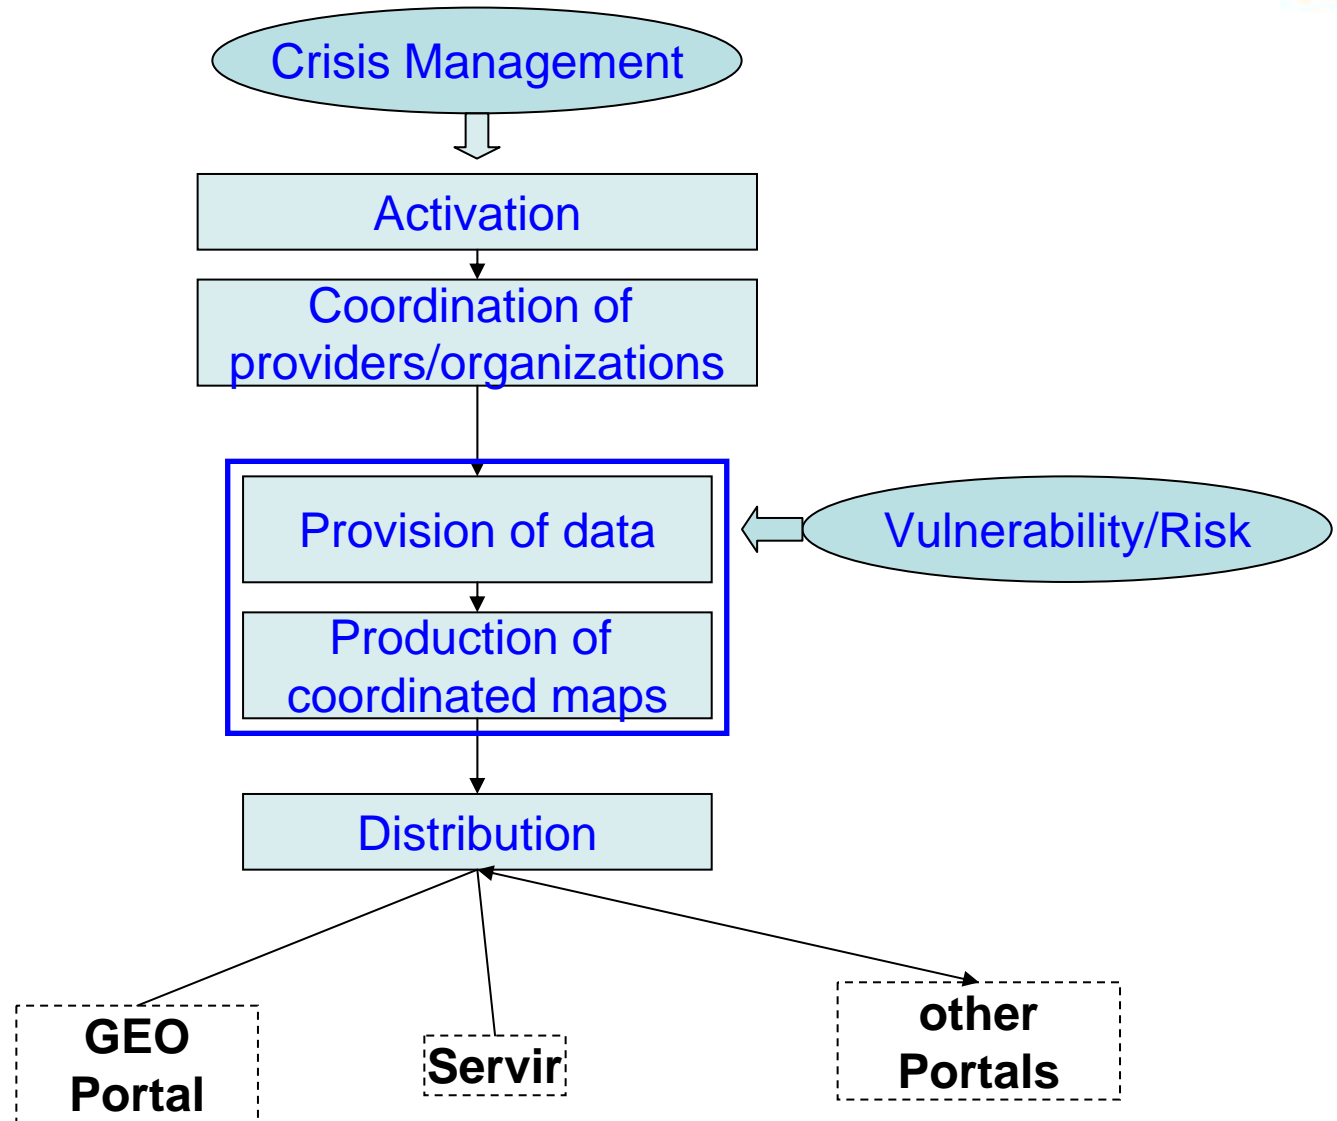 Crisis Management
Activation
Coordination of
providers/organizations
Provision of data
Vulnerability/Risk
Production of
coordinated maps
Distribution
GEO
Portal
Servir
other
Portals